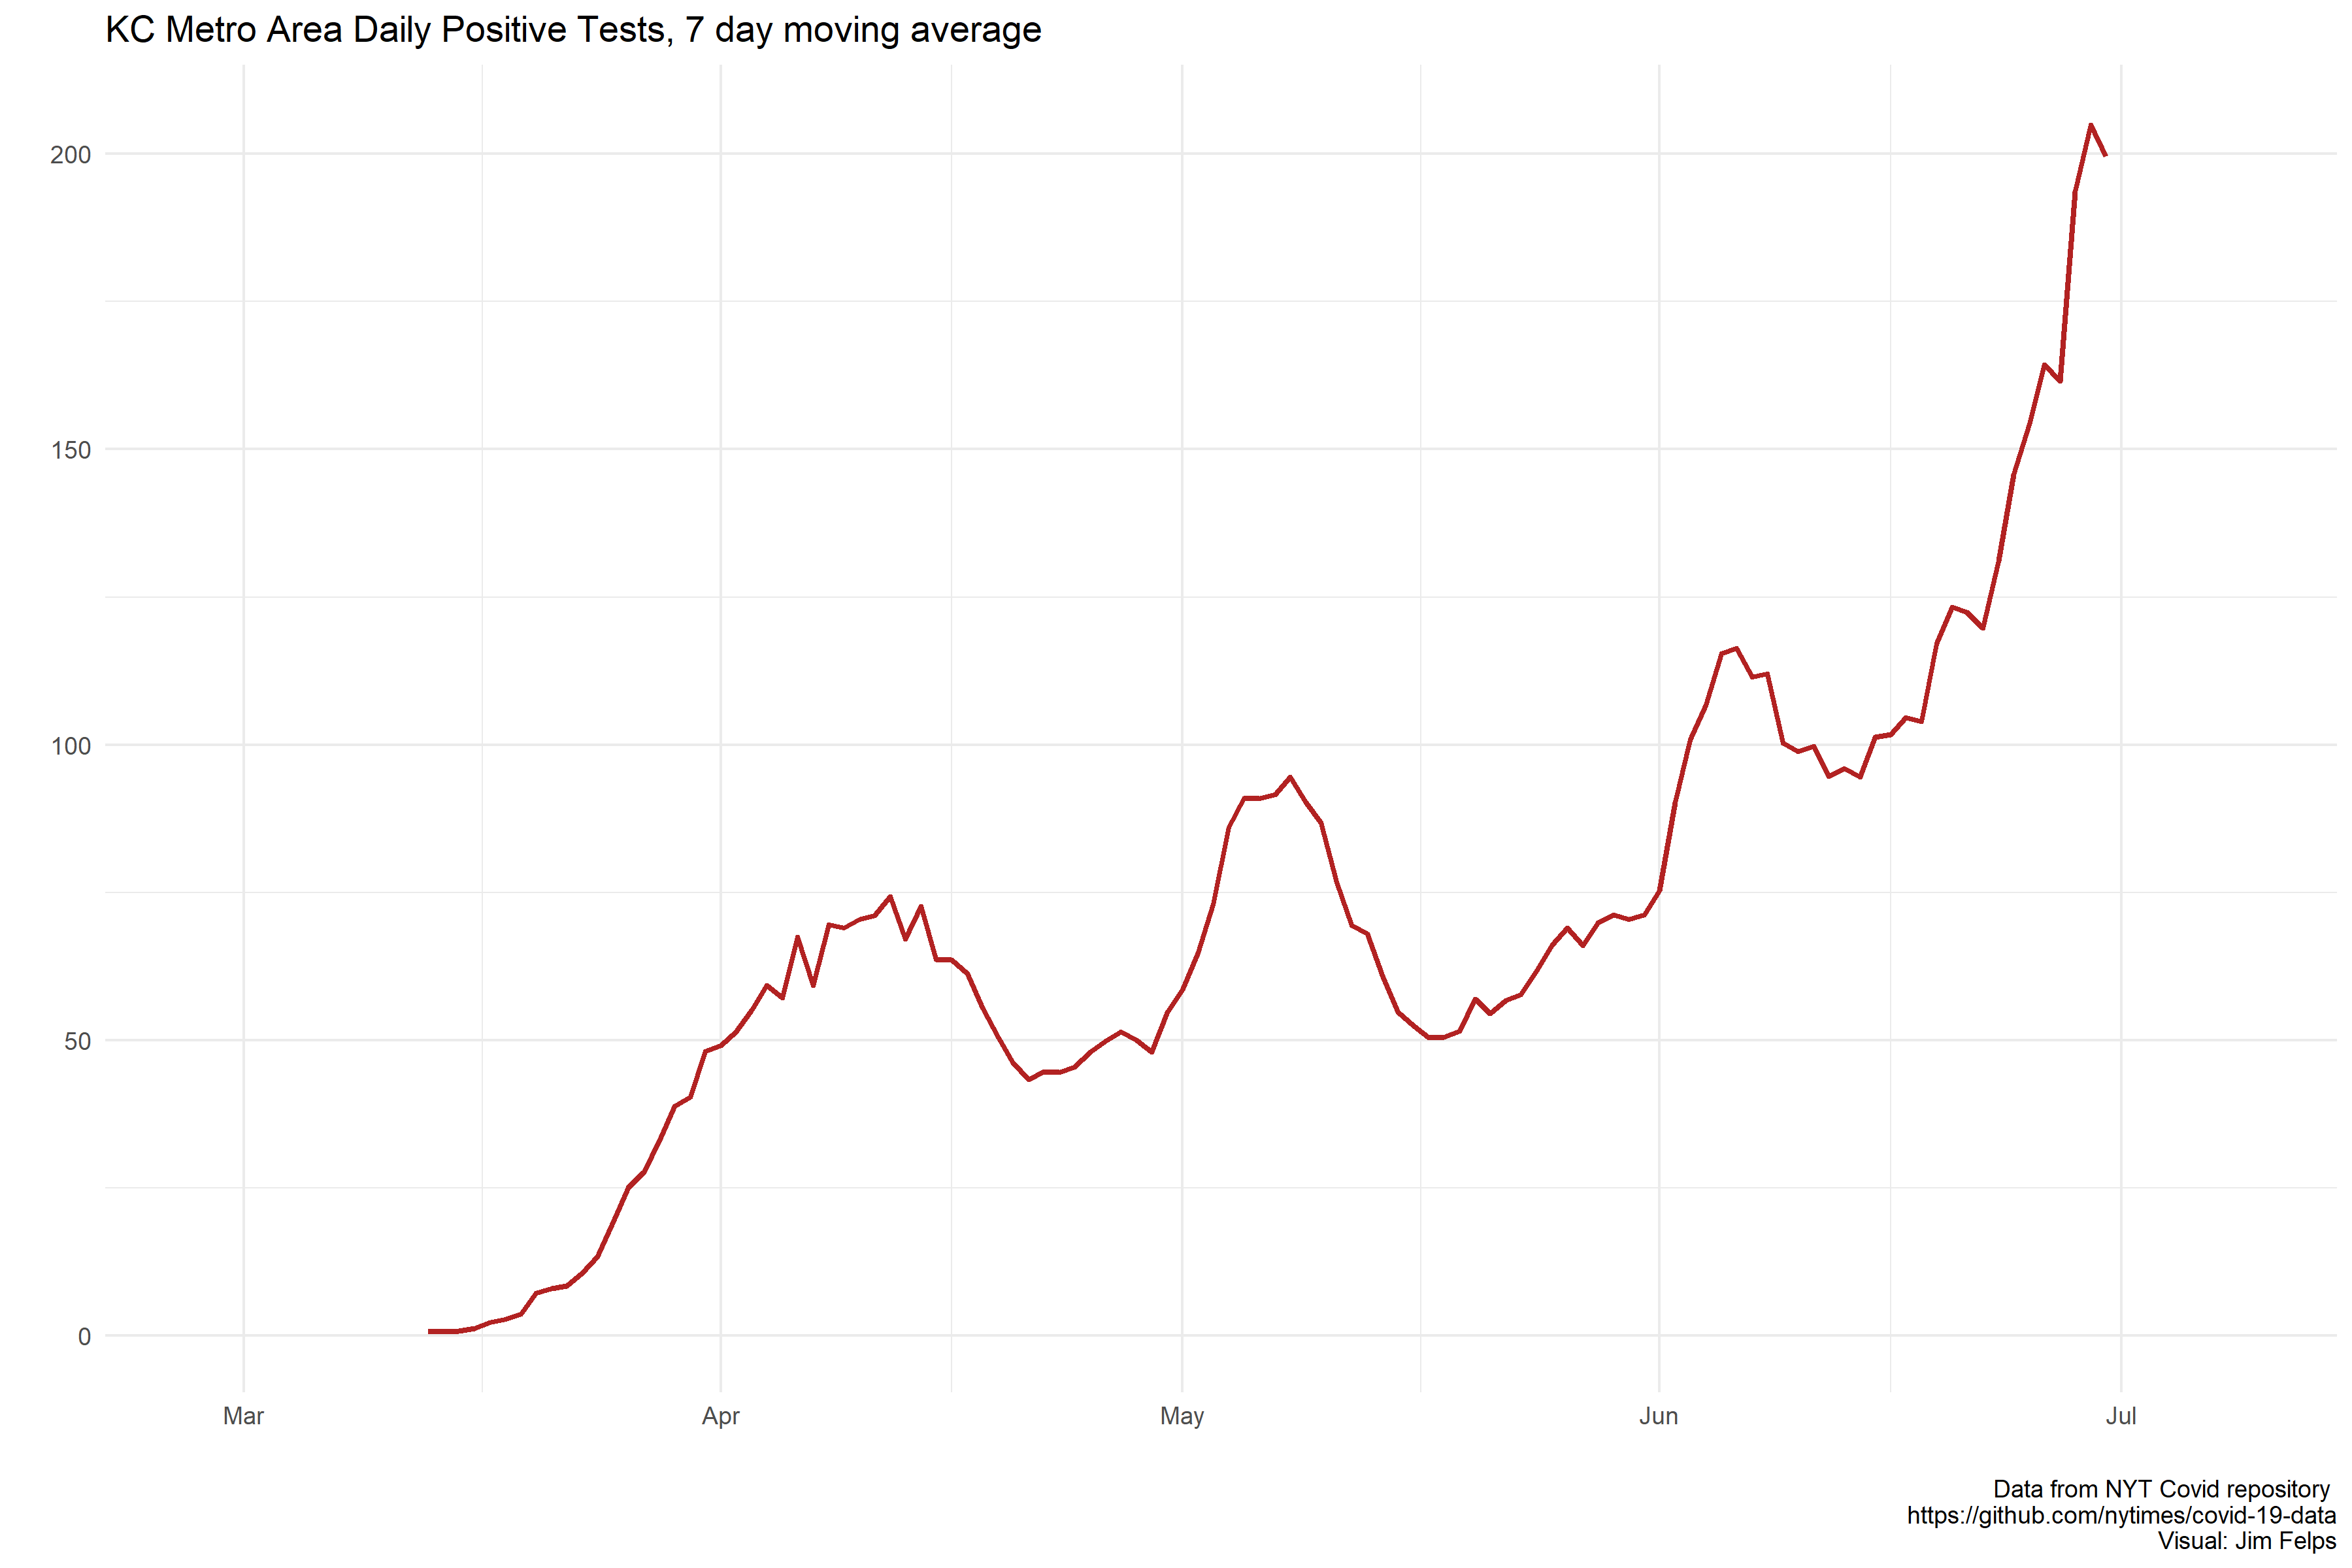 KC Metro Area Daily Positive Tests, 7 day moving average
200
150
100
50
0
Mar Apr May Jun Jul
Data from NYT Covid repository
https://github.com/nytimes/covid-19-data
Visual: Jim Felps